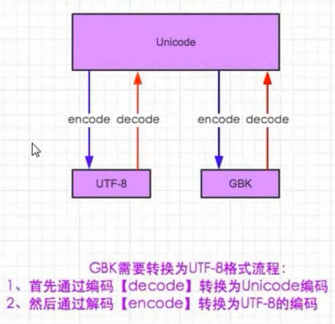 Unicode
encode decode encode decode
UTF-8 GBK
GBK需要转换为UTF-8格式流程：
1、首先通过编码【decode】转换为Unicode编码
2、然后通过解码【encode】转换为UTF-8的编码